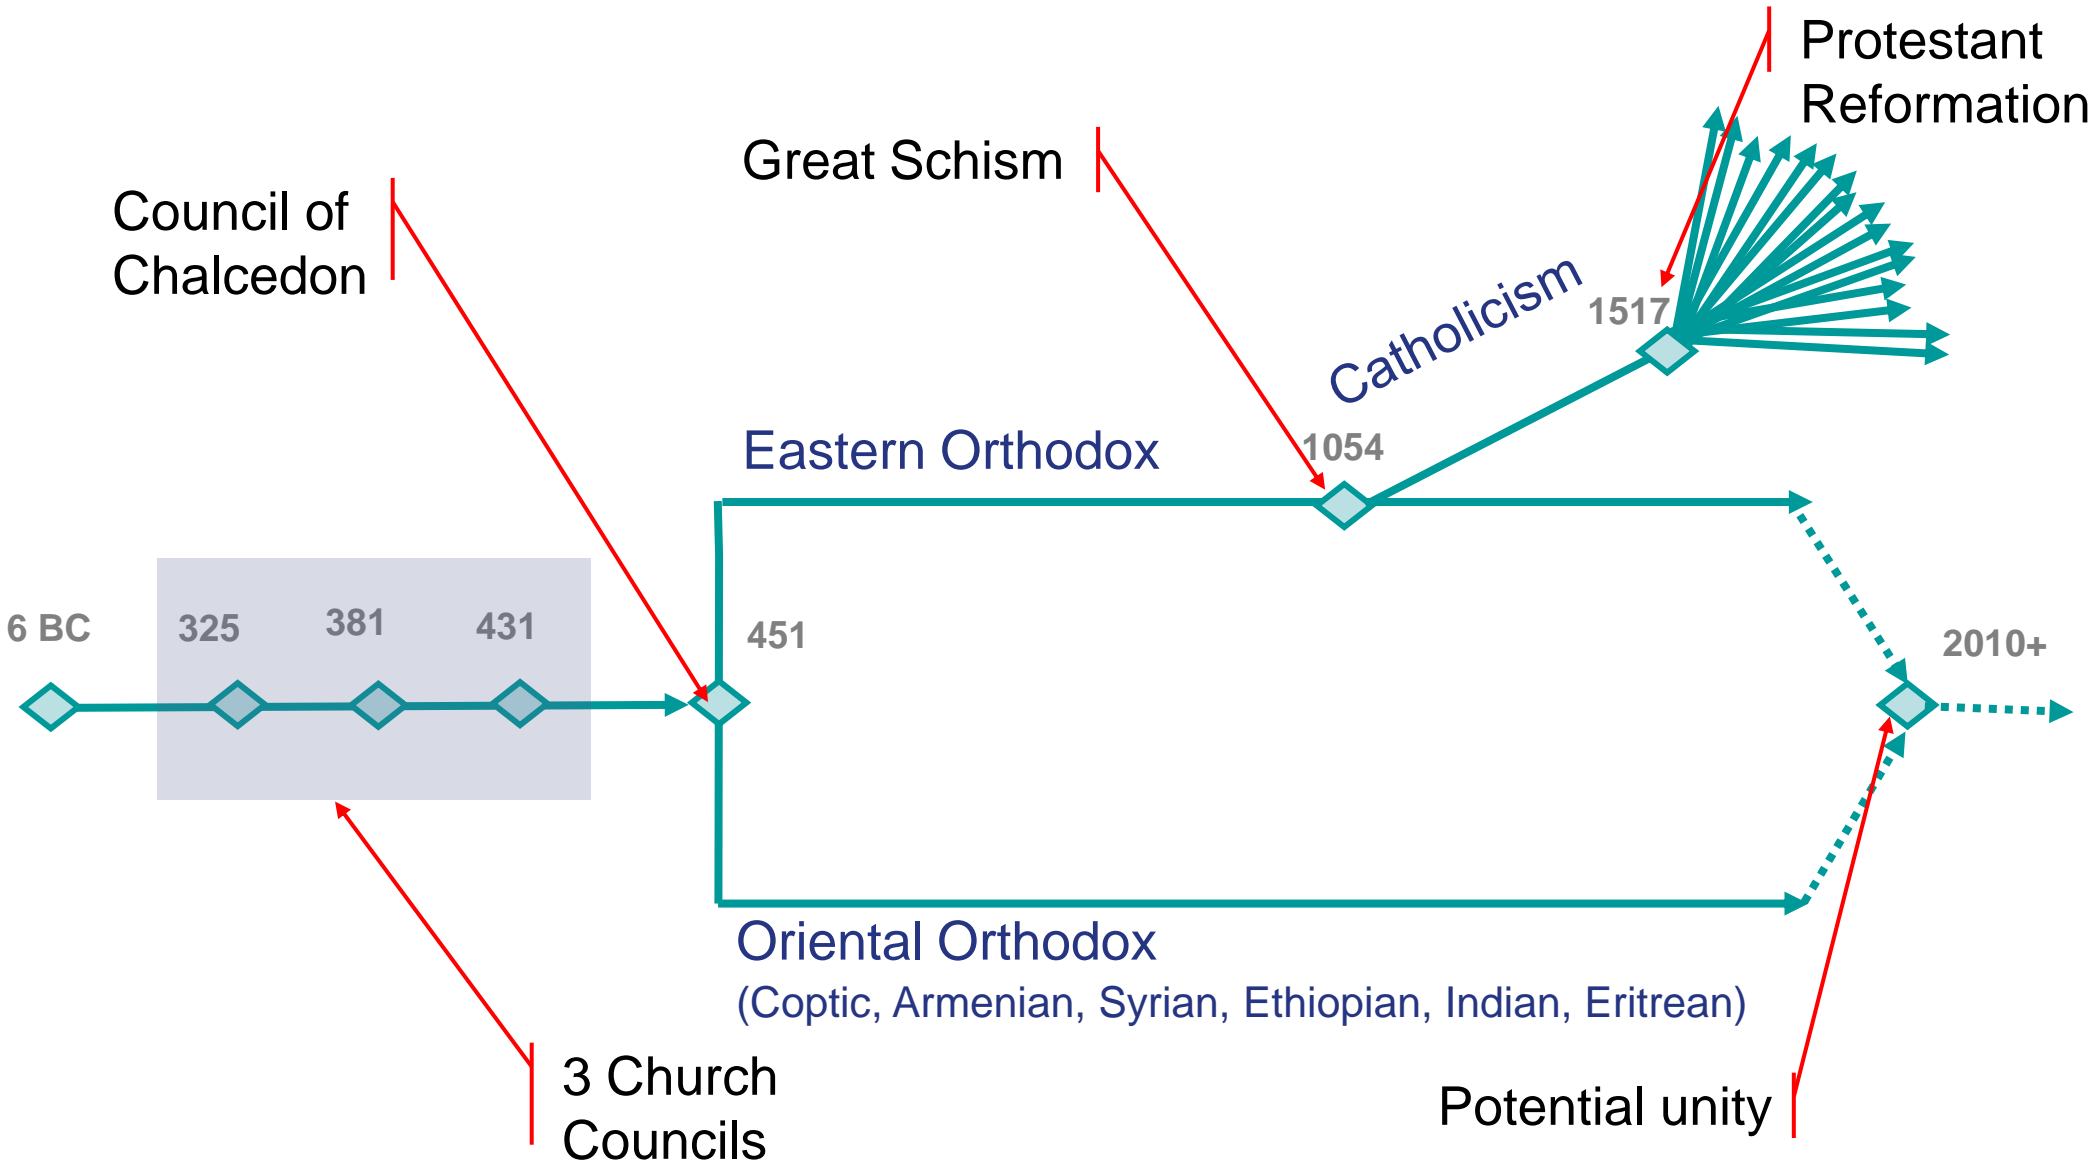 Protestant
Reformation
Great Schism
Council of
Chalcedon
Catholicism
1517
Eastern Orthodox
1054
6 BC
325
381
431
451
2010+
Oriental Orthodox
(Coptic, Armenian, Syrian, Ethiopian, Indian, Eritrean)
3 Church
Councils
Potential unity